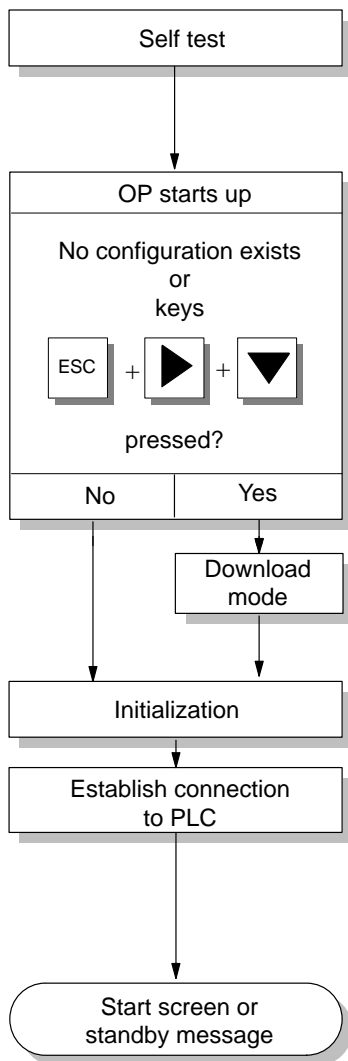 Self test
OP starts up
No configuration exists
or
keys
ESC + +
pressed?
No Yes
Download
mode
Initialization
Establish connection
to PLC
Start screen or
standby message